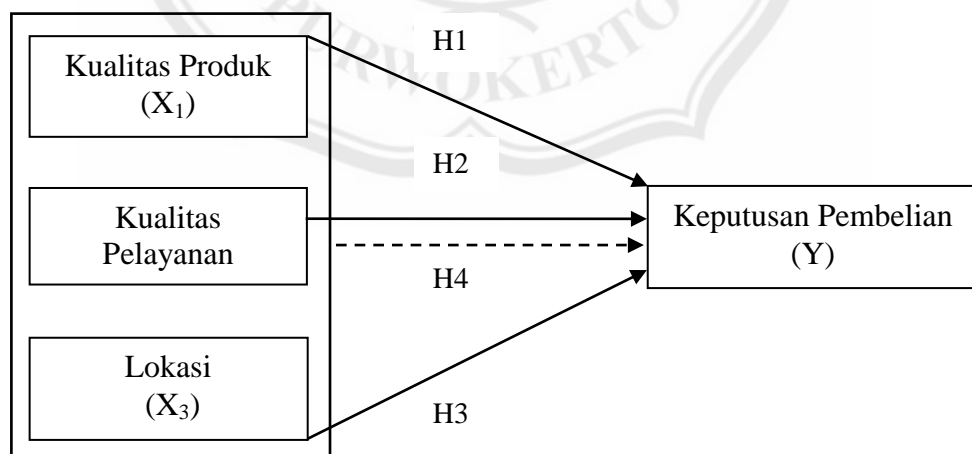 H1
Kualitas Produk
(X₁)
PURWOKERTO
H2
Kualitas
Pelayanan
Keputusan Pembelian
(Y)
H4
Lokasi
(X₃)
H3